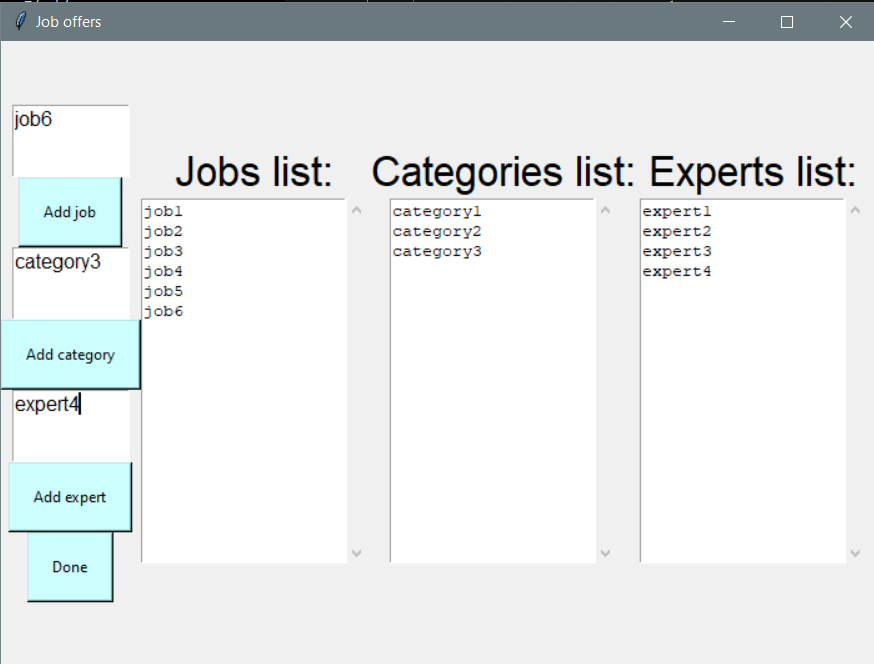 Job offers
job6
Add job
category3
Add category
expert4
Add expert
Done
Jobs list:
job1
job2
job3
job4
job5
job6
Categories list:
category1
category2
category3
Experts list:
expert1
expert2
expert3
expert4